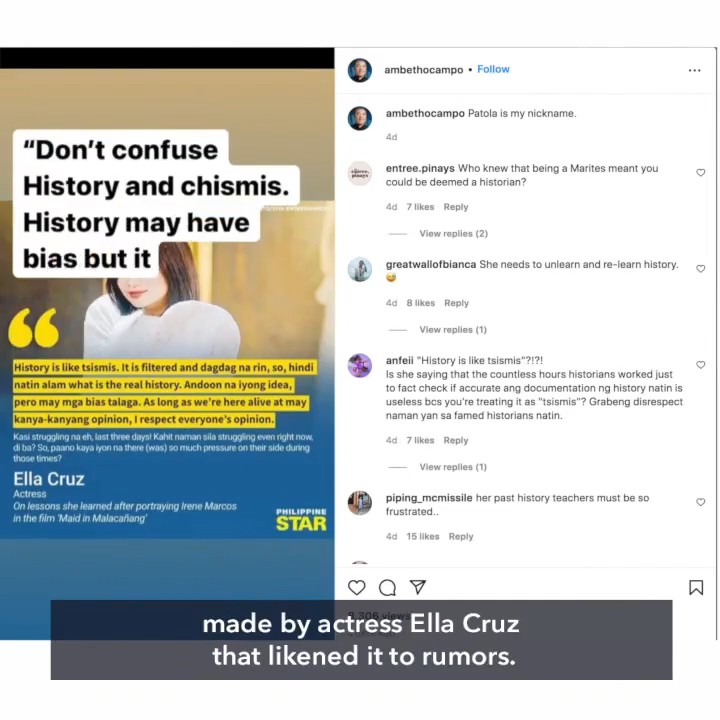 “Don’t confuse
History and chismis.
History may have
bias but it
History is like tsismis. It is filtered and dagdag na rin, so, hindi
natin alam what is the real history. Andoon na iyong idea,
pero may mga bias talaga. As long as we're here alive at may
kanya-kanyang opinion, I respect everyone's opinion.
Kasi struggling na eh, last three days! Kahit naman sila struggling even right now,
di ba? So, paano kaya iyon na there (was) so much pressure on their side during
those times?
Ella Cruz
Actress
On lessons she learned after portraying Irene Marcos
in the film 'Maid in Malacañang'
PHILIPPINE
STAR
ambethocampo • Follow
ambethocampo Patola is my nickname.
4d
entree.pinays Who knew that being a Marites meant you
could be deemed a historian?
4d 7 likes Reply
View replies (2)
greatwallofbianca She needs to unlearn and re-learn history.
😅
4d 8 likes Reply
View replies (1)
anfeii "History is like tsismis"?!?!
Is she saying that the countless hours historians worked just
to fact check if accurate ang documentation ng history natin is
useless bcs you're treating it as "tsismis"? Grabeng disrespect
naman yan sa famed historians natin.
4d 7 likes Reply
View replies (1)
piping_mcmissile her past history teachers must be so
frustrated..
4d 15 likes Reply
9,306 views
made by actress Ella Cruz
that likened it to rumors.